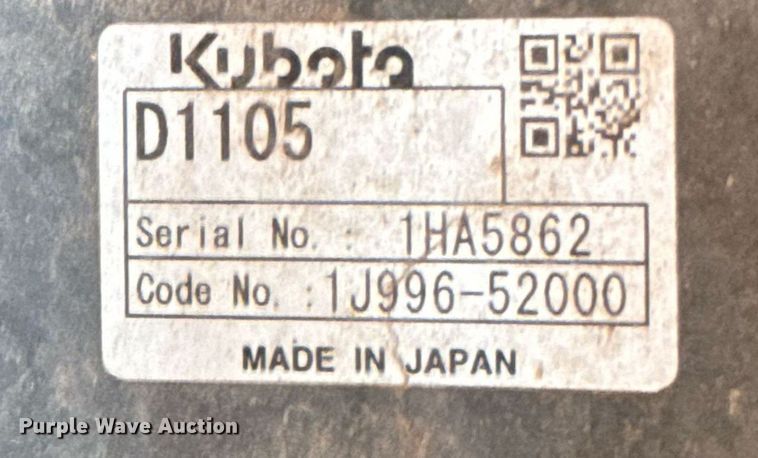 Kubota
D1105
Serial No. : 1HA5862
Code No. : 1J996-52000
MADE IN JAPAN
Purple Wave Auction